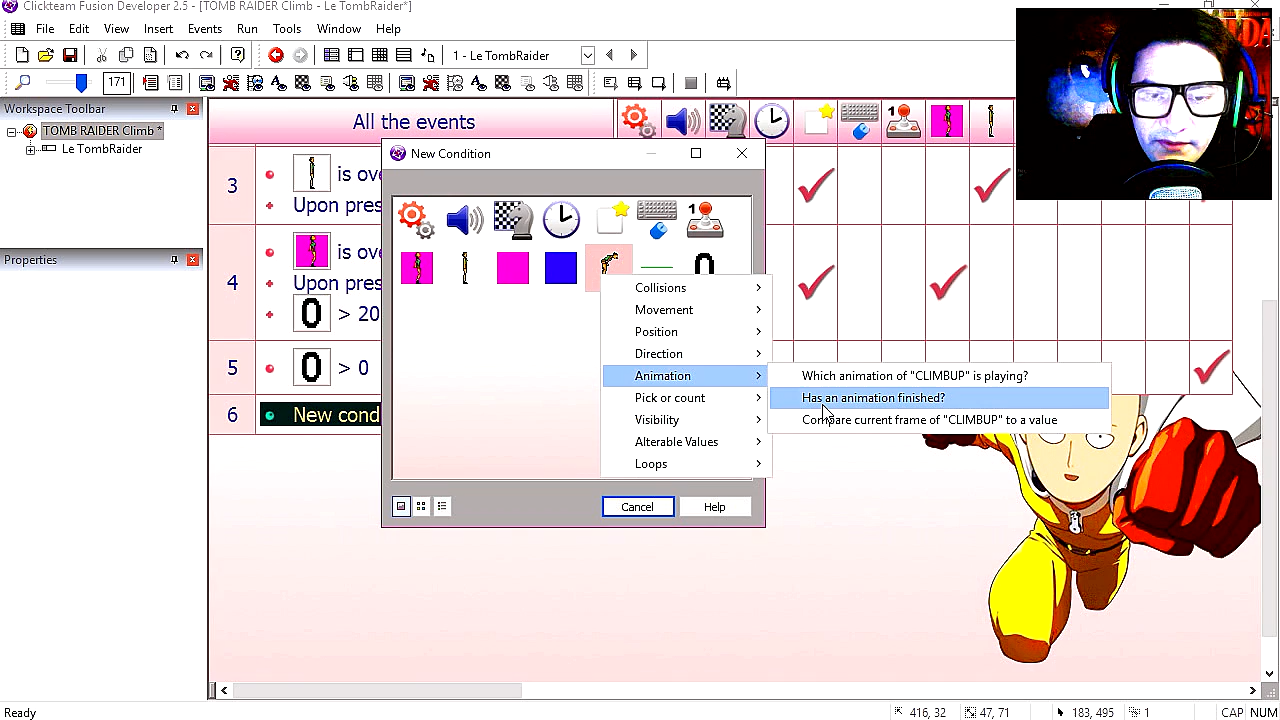 Clickteam Fusion Developer 2.5 - [TOMB RAIDER Climb - Le TombRaider*]
File Edit View Insert Events Run Tools Window Help
1 - Le TombRaider
171
Workspace Toolbar
TOMB RAIDER Climb *
Le TombRaider
Properties
All the events
3
is ove
Upon pres
4
is ove
Upon pres
0 > 20
5
0 > 0
6
New cond
New Condition
1
0
Collisions
Movement
Position
Direction
Animation
Pick or count
Visibility
Alterable Values
Loops
Which animation of "CLIMBUP" is playing?
Has an animation finished?
Compare current frame of "CLIMBUP" to a value
Cancel
Help
1
Ready
416, 32
47, 71
183, 495
1
CAP
NUM